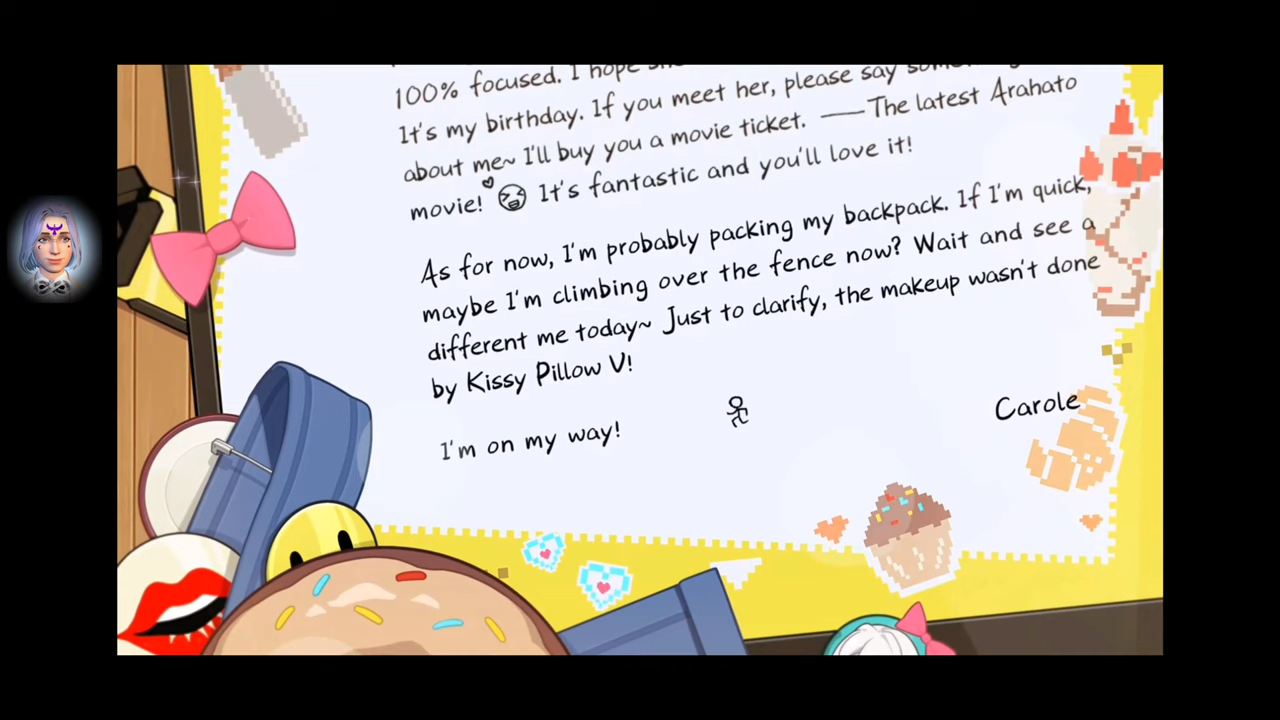 100% focused. I hope she
It's my birthday. If you meet her, please say
about me~ I'll buy you a movie ticket. ——The latest Arahato
movie! It's fantastic and you'll love it!
As for now, I'm probably packing my backpack. If I'm quick,
maybe I'm climbing over the fence now? Wait and see a
different me today~ Just to clarify, the makeup wasn't done
by Kissy Pillow V!
I'm on my way!
Carole